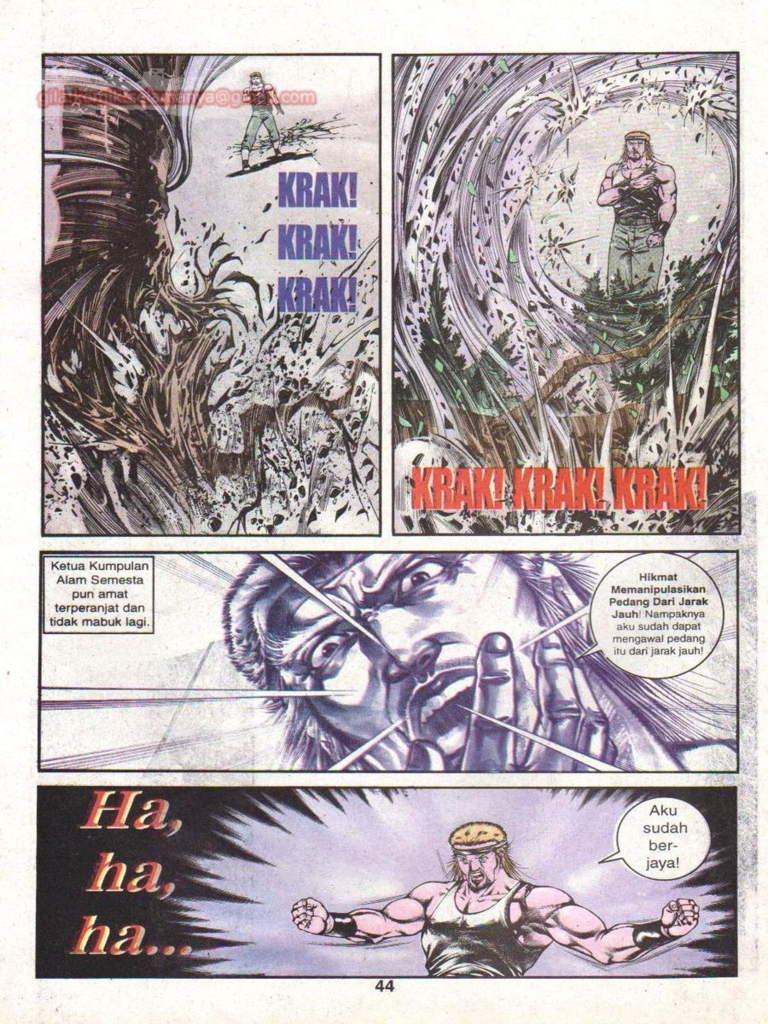 KRAK!
KRAK!
KRAK!
KRAK! KRAK! KRAK!
Ketua Kumpulan
Alam Semesta
pun amat
terperanjat dan
tidak mabuk lagi.
Hikmat
Memanipulasikan
Pedang Dari Jarak
Jauh! Nampaknya
aku sudah dapat
mengawal pedang
itu dari jarak jauh!
Ha,
ha,
ha...
Aku
sudah
ber-
jaya!
44